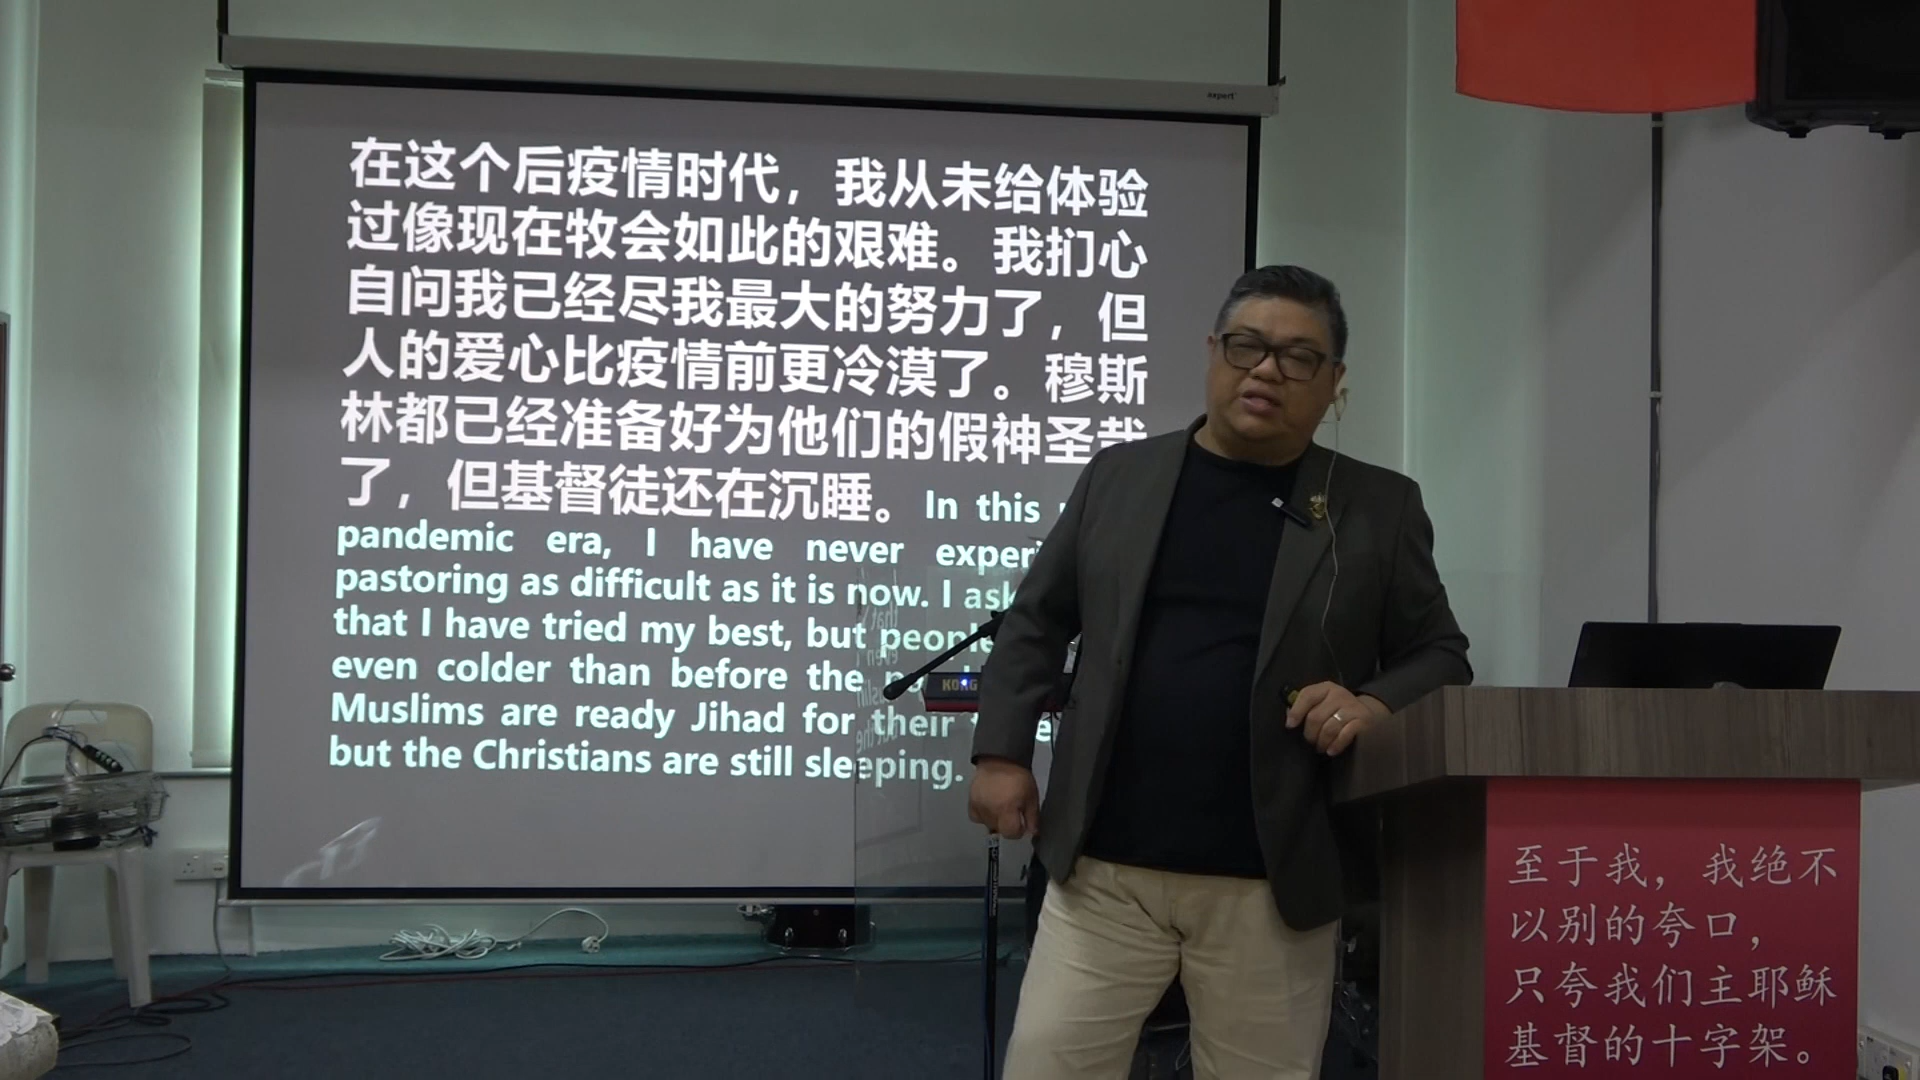 expert
在这个后疫情时代，我从未给体验
过像现在牧会如此的艰难。我扪心
自问我已经尽我最大的努力了，但
人的爱心比疫情前更冷漠了。穆斯
林都已经准备好为他们的假神圣哉
了，但基督徒还在沉睡。In this
pandemic era, I have never
pastoring as difficult as it is now. I
that I have tried my best, but
even colder than before the
Muslims are ready Jihad for their
but the Christians are still sleeping.
KORG
至于我，我绝不
以别的夸口，
只夸我们主耶稣
基督的十字架。